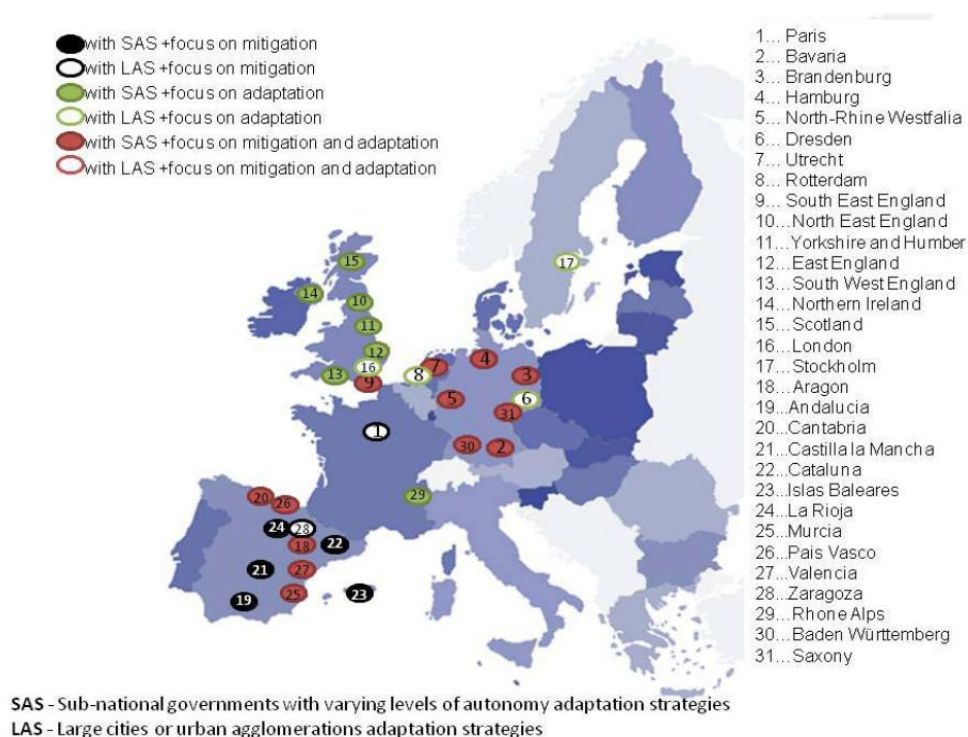 with SAS +focus on mitigation
with LAS +focus on mitigation
with SAS +focus on adaptation
with LAS +focus on adaptation
with SAS +focus on mitigation and adaptation
with LAS +focus on mitigation and adaptation
1... Paris
2... Bavaria
3... Brandenburg
4... Hamburg
5... North-Rhine Westfalia
6... Dresden
7... Utrecht
8... Rotterdam
9... South East England
10... North East England
11... Yorkshire and Humber
12... East England
13... South West England
14... Northern Ireland
15... Scotland
16... London
17... Stockholm
18... Aragon
19... Andalucia
20... Cantabria
21... Castilla la Mancha
22... Cataluna
23... Islas Baleares
24... La Rioja
25... Murcia
26... Pais Vasco
27... Valencia
28... Zaragoza
29... Rhone Alps
30... Baden Württemberg
31... Saxony
15
17
14
10
11
12
16
13
9
8
7
4
3
5
6
31
30
2
1
29
20
26
24
28
18
22
21
27
19
25
23
SAS - Sub-national governments with varying levels of autonomy adaptation strategies
LAS - Large cities or urban agglomerations adaptation strategies